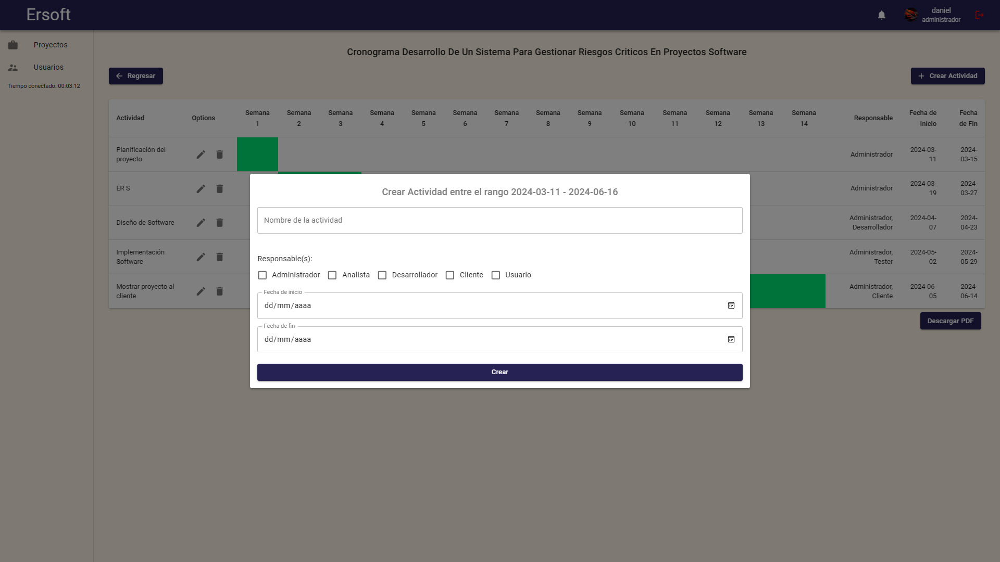 Ersoft
daniel
administrador
Proyectos
Usuarios
Tiempo conectado: 00:03:12
Cronograma Desarrollo De Un Sistema Para Gestionar Riesgos Criticos En Proyectos Software
Regresar
Crear Actividad
Actividad Options Semana 1 Semana 2 Semana 3 Semana 4 Semana 5 Semana 6 Semana 7 Semana 8 Semana 9 Semana 10 Semana 11 Semana 12 Semana 13 Semana 14 Responsable Fecha de Inicio Fecha de Fin
Planificación del proyecto Administrador 2024-03-11 2024-03-15
ER S Administrador 2024-03-19 2024-03-27
Diseño de Software Administrador, Desarrollador 2024-04-07 2024-04-23
Implementación Software Administrador, Tester 2024-05-02 2024-05-29
Mostrar proyecto al cliente Administrador, Cliente 2024-06-05 2024-06-14
Descargar PDF
Crear Actividad entre el rango 2024-03-11 - 2024-06-16
Nombre de la actividad
Responsable(s):
Administrador Analista Desarrollador Cliente Usuario
Fecha de inicio
dd/mm/aaaa
Fecha de fin
dd/mm/aaaa
Crear